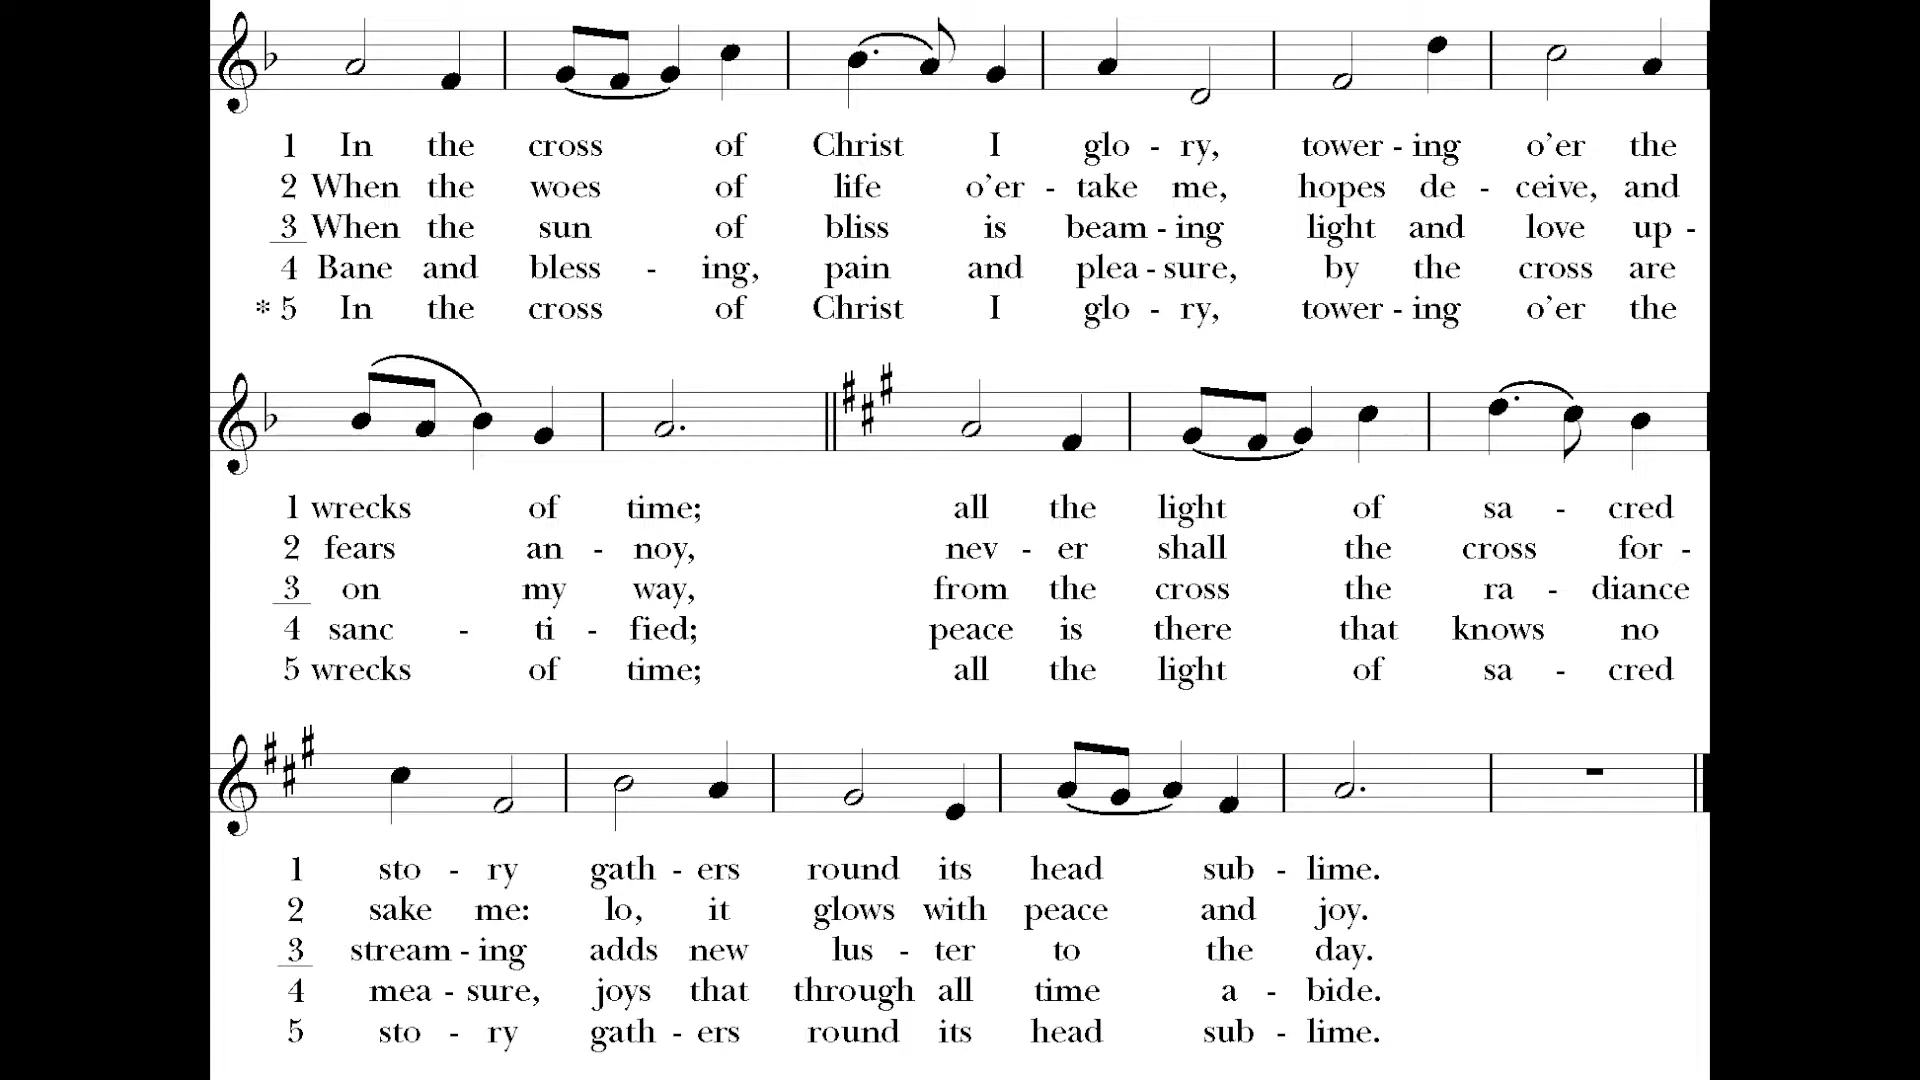 1 In the cross of Christ I glo - ry, tower - ing o’er the
2 When the woes of life o’er - take me, hopes de - ceive, and
3 When the sun of bliss is beam - ing light and love up -
4 Bane and bless - ing, pain and plea - sure, by the cross are
* 5 In the cross of Christ I glo - ry, tower - ing o’er the
1 wrecks of time; all the light of sa - cred
2 fears an - noy, nev - er shall the cross for -
3 on my way, from the cross the ra - diance
4 sanc - ti - fied; peace is there that knows no
5 wrecks of time; all the light of sa - cred
1 sto - ry gath - ers round its head sub - lime.
2 sake me: lo, it glows with peace and joy.
3 stream - ing adds new lus - ter to the day.
4 mea - sure, joys that through all time a - bide.
5 sto - ry gath - ers round its head sub - lime.